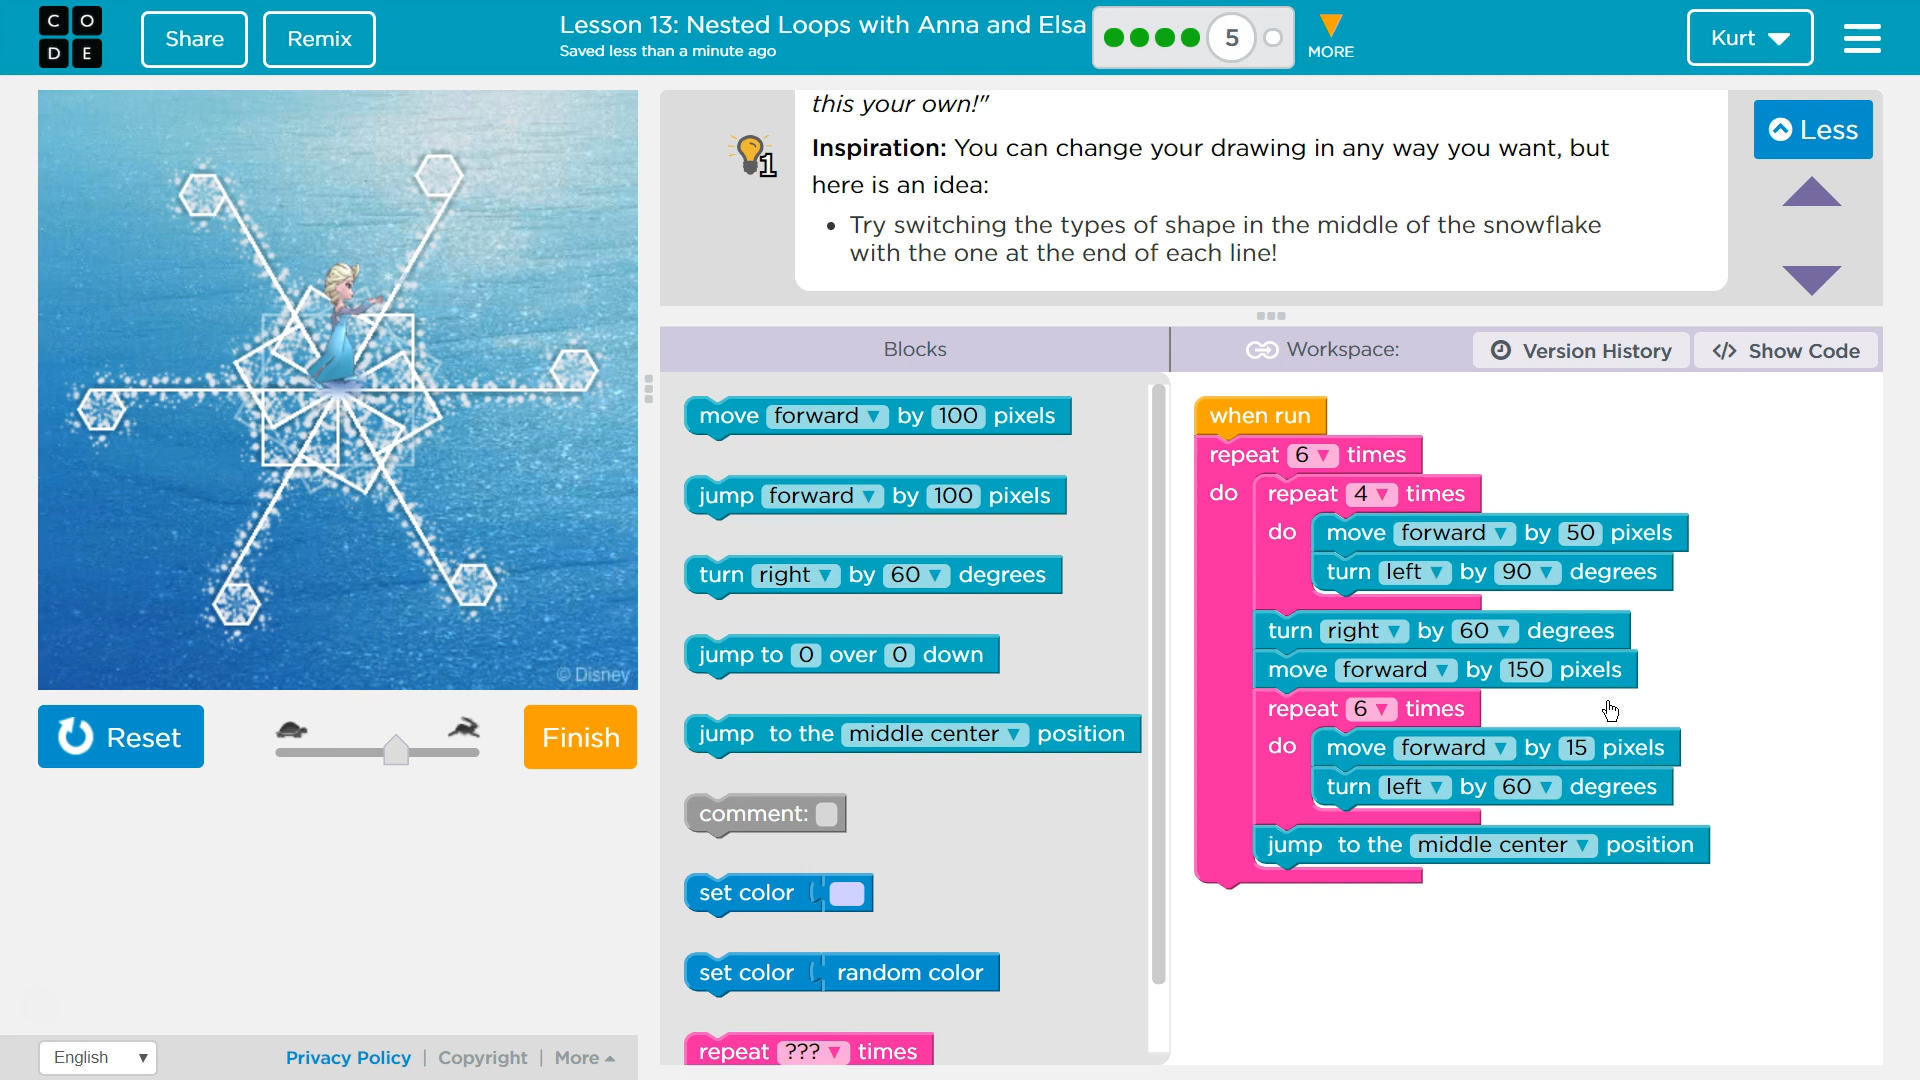 C O
D E
Share
Remix
Lesson 13: Nested Loops with Anna and Elsa
Saved less than a minute ago
5
MORE
Kurt
this your own!"
1
Inspiration: You can change your drawing in any way you want, but
here is an idea:
• Try switching the types of shape in the middle of the snowflake
with the one at the end of each line!
Less
© Disney
Reset
Finish
Blocks
Workspace:
Version History
</> Show Code
move forward by 100 pixels
jump forward by 100 pixels
turn right by 60 degrees
jump to 0 over 0 down
jump to the middle center position
comment:
set color
set color random color
repeat ??? times
when run
repeat 6 times
do repeat 4 times
do move forward by 50 pixels
turn left by 90 degrees
turn right by 60 degrees
move forward by 150 pixels
repeat 6 times
do move forward by 15 pixels
turn left by 60 degrees
jump to the middle center position
English
Privacy Policy | Copyright | More